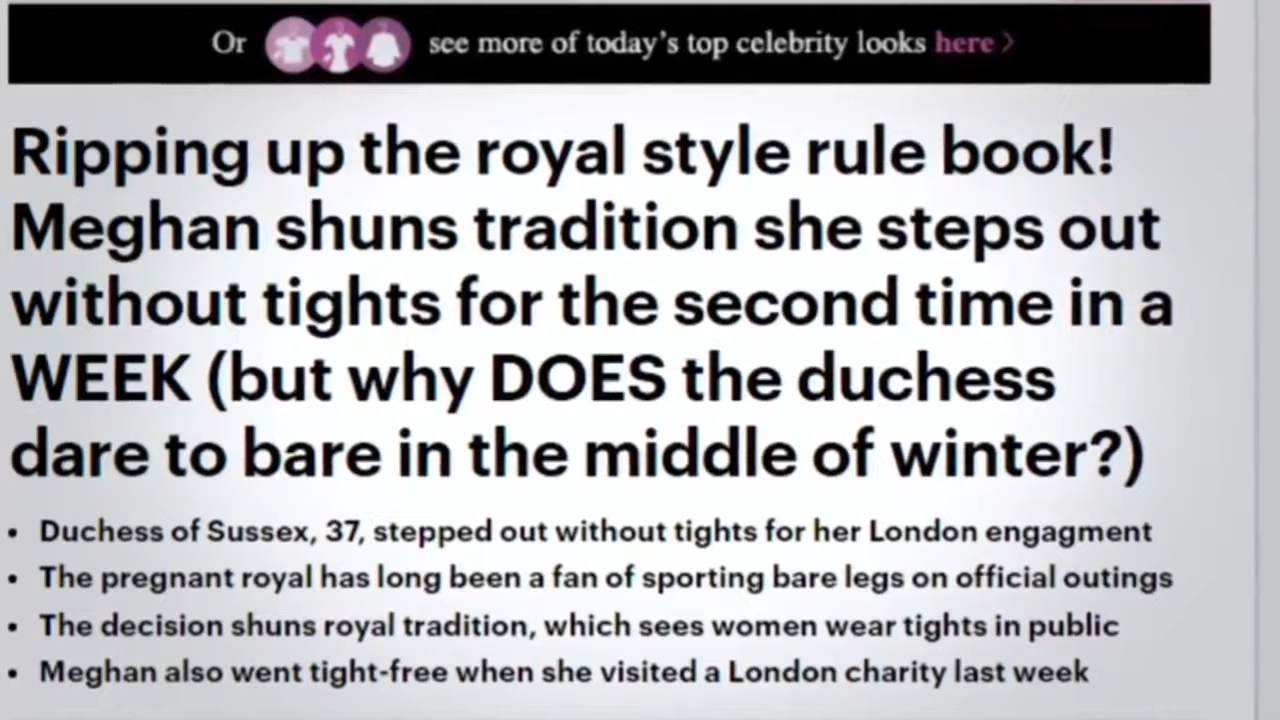 Or see more of today's top celebrity looks here >
Ripping up the royal style rule book!
Meghan shuns tradition she steps out
without tights for the second time in a
WEEK (but why DOES the duchess
dare to bare in the middle of winter?)
• Duchess of Sussex, 37, stepped out without tights for her London engagment
• The pregnant royal has long been a fan of sporting bare legs on official outings
• The decision shuns royal tradition, which sees women wear tights in public
• Meghan also went tight-free when she visited a London charity last week